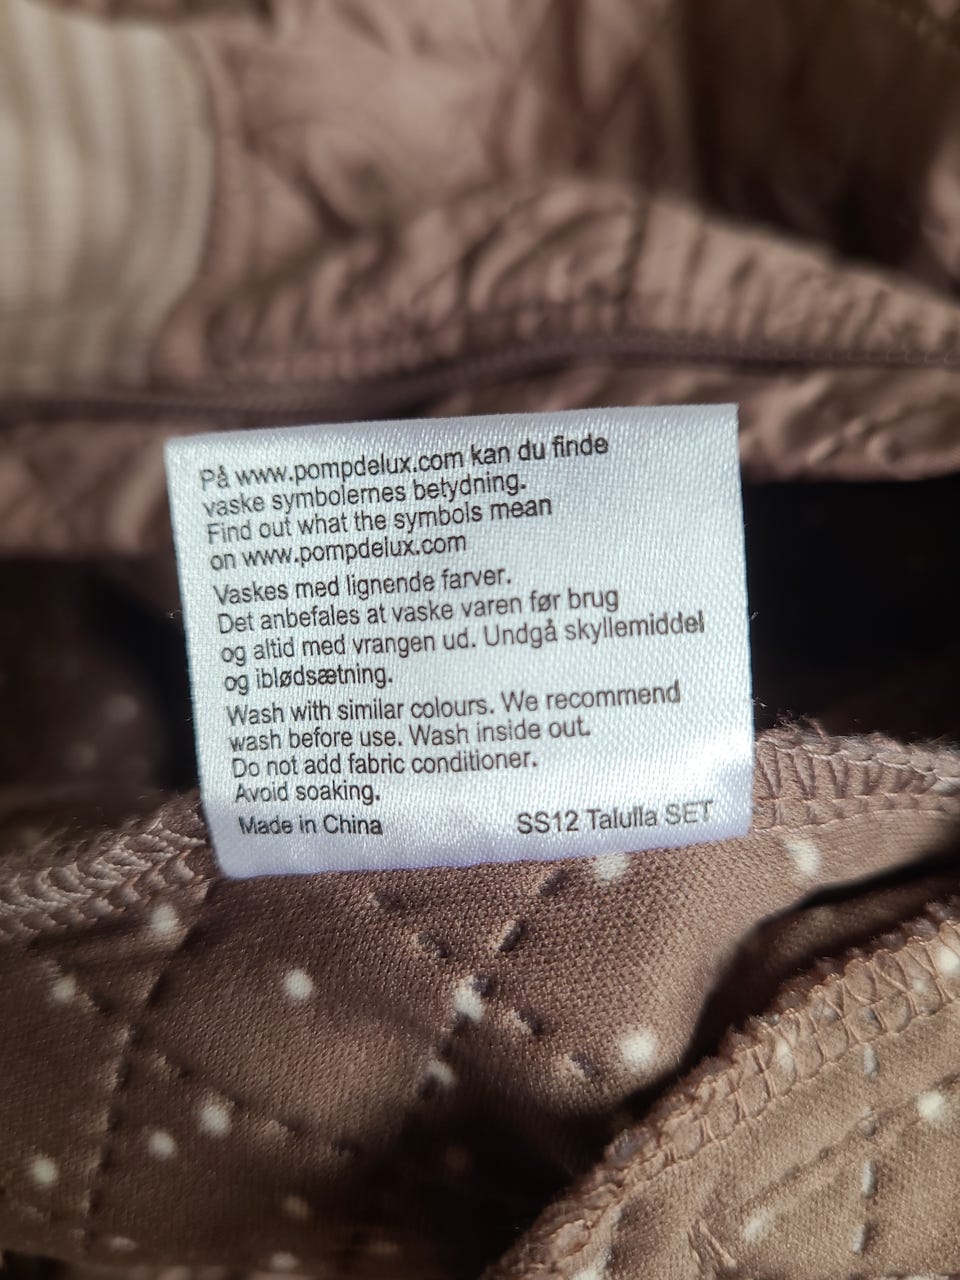 På www.pompdelux.com kan du finde
vaske symbolernes betydning.
Find out what the symbols mean
on www.pompdelux.com
Vaskes med lignende farver.
Det anbefales at vaske varen før brug
og altid med vrangen ud. Undgå skyllemiddel
og iblødsætning.
Wash with similar colours. We recommend
wash before use. Wash inside out.
Do not add fabric conditioner.
Avoid soaking.
Made in China SS12 Talulla SET